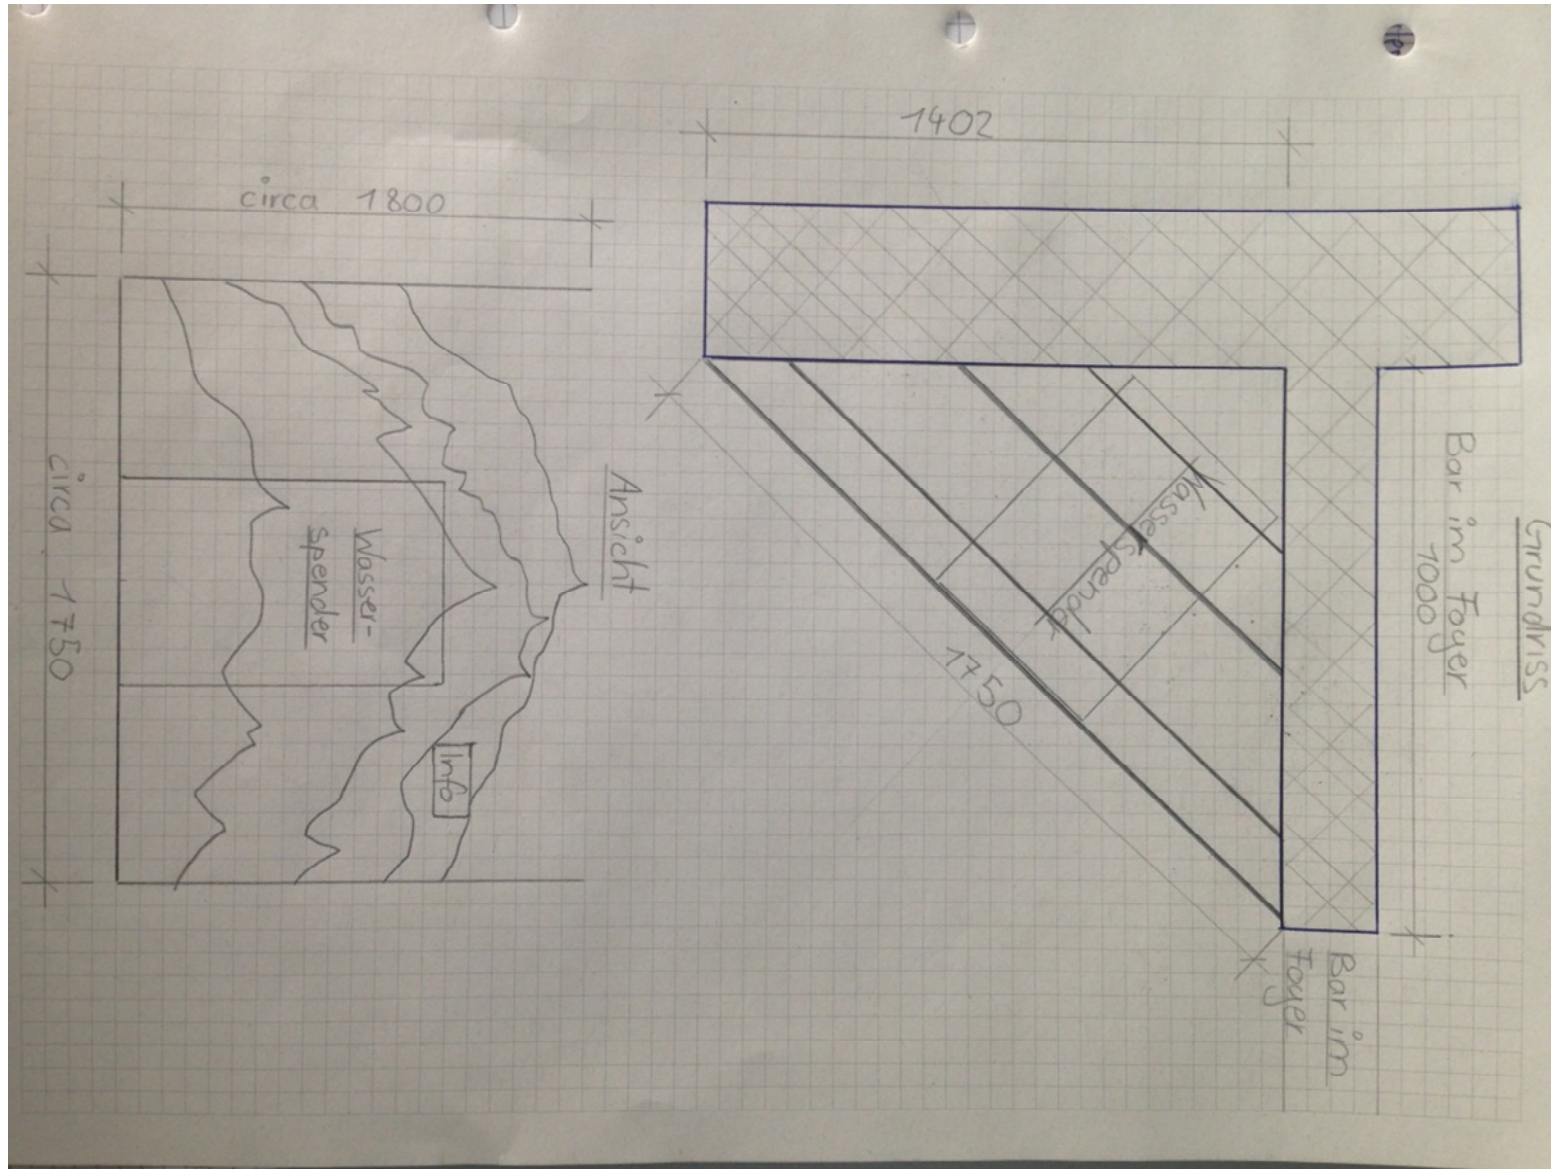 Grundriss
Bar im Foyer
1000
Bar im
Foyer
1402
Wasserspender
1750
Ansicht
circa 1800
Wasser-
spender
Info
circa 1750